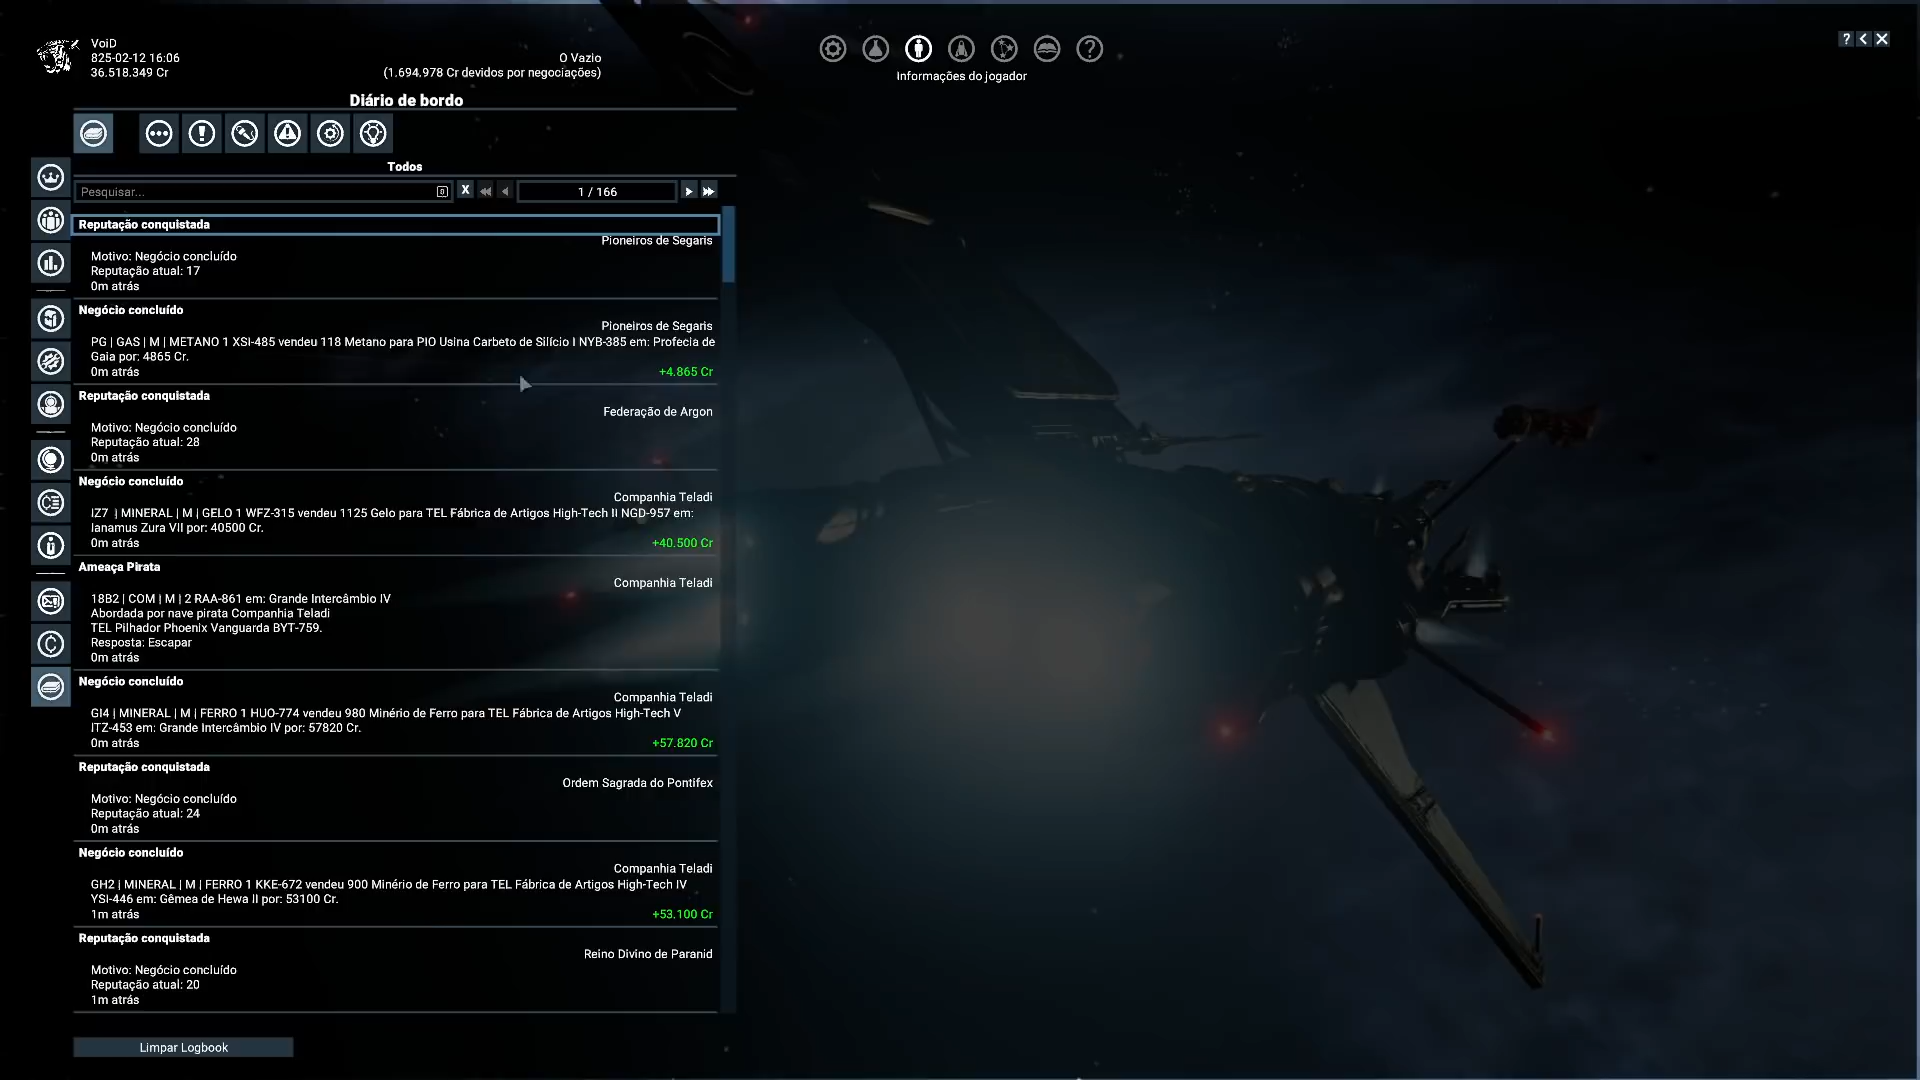 VoiD
825-02-12 16:06
36.518.349 Cr
O Vazio
(1.694.978 Cr devidos por negociações)
Informações do jogador
Diário de bordo
Todos
Pesquisar...
X
1 / 166
Reputação conquistada
Pioneiros de Segaris
Motivo: Negócio concluído
Reputação atual: 17
0m atrás
Negócio concluído
Pioneiros de Segaris
PG | GAS | M | METANO 1 XSI-485 vendeu 118 Metano para PIO Usina Carbeto de Silício I NYB-385 em: Profecia de
Gaia por: 4865 Cr.
0m atrás
+4.865 Cr
Reputação conquistada
Federação de Argon
Motivo: Negócio concluído
Reputação atual: 28
0m atrás
Negócio concluído
Companhia Teladi
IZ7 | MINERAL | M | GELO 1 WFZ-315 vendeu 1125 Gelo para TEL Fábrica de Artigos High-Tech II NGD-957 em:
Ianamus Zura VII por: 40500 Cr.
0m atrás
+40.500 Cr
Ameaça Pirata
Companhia Teladi
18B2 | COM | M | 2 RAA-861 em: Grande Intercâmbio IV
Abordada por nave pirata Companhia Teladi
TEL Pilhador Phoenix Vanguarda BYT-759.
Resposta: Escapar
0m atrás
Negócio concluído
Companhia Teladi
GI4 | MINERAL | M | FERRO 1 HUO-774 vendeu 980 Minério de Ferro para TEL Fábrica de Artigos High-Tech V
ITZ-453 em: Grande Intercâmbio IV por: 57820 Cr.
0m atrás
+57.820 Cr
Reputação conquistada
Ordem Sagrada do Pontifex
Motivo: Negócio concluído
Reputação atual: 24
0m atrás
Negócio concluído
Companhia Teladi
GH2 | MINERAL | M | FERRO 1 KKE-672 vendeu 900 Minério de Ferro para TEL Fábrica de Artigos High-Tech IV
YSI-446 em: Gêmea de Hewa II por: 53100 Cr.
1m atrás
+53.100 Cr
Reputação conquistada
Reino Divino de Paranid
Motivo: Negócio concluído
Reputação atual: 20
1m atrás
Limpar Logbook